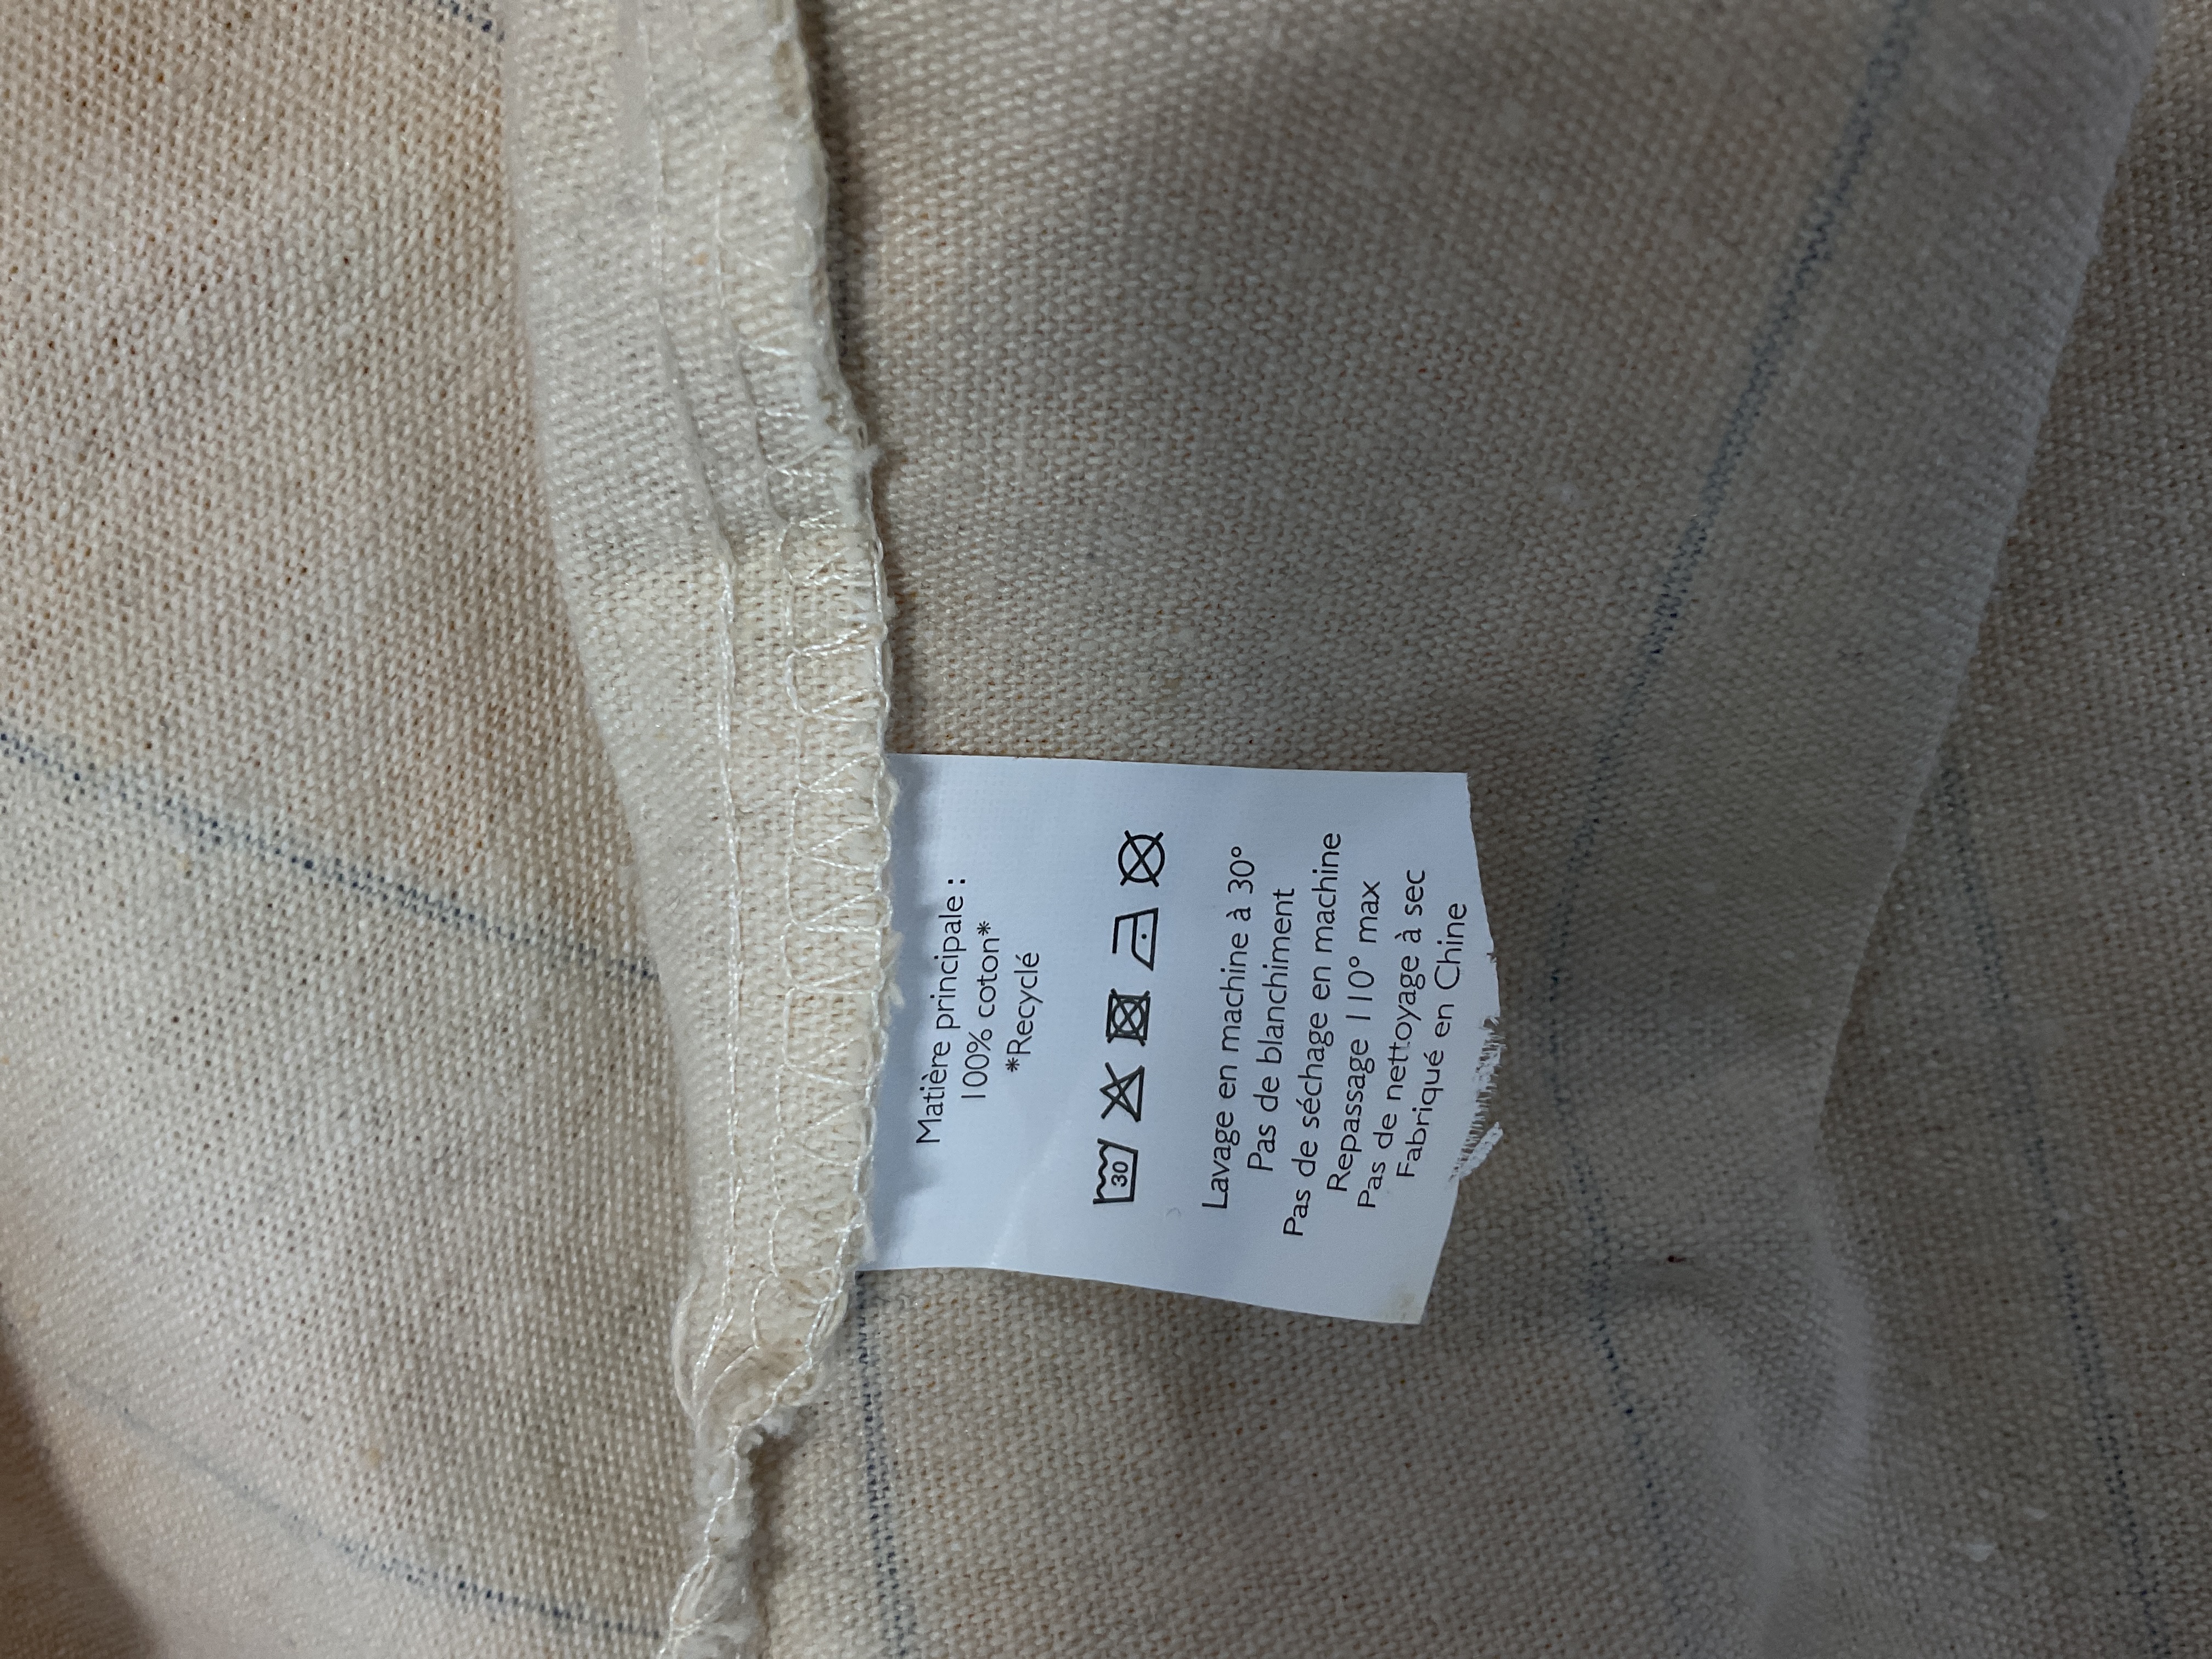 Matière principale :
100% coton*
*Recyclé
30
Lavage en machine à 30°
Pas de blanchiment
Pas de séchage en machine
Repassage 110° max
Pas de nettoyage à sec
Fabriqué en Chine